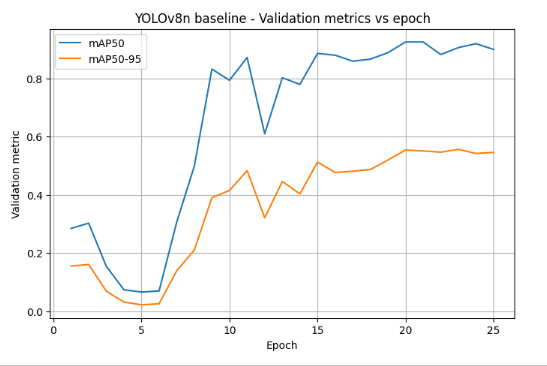 YOLOv8n baseline - Validation metrics vs epoch
mAP50
mAP50-95
Validation metric
0.8
0.6
0.4
0.2
0.0
0 5 10 15 20 25
Epoch